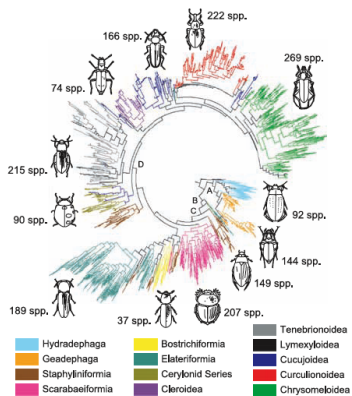 222 spp.
166 spp.
269 spp.
74 spp.
215 spp.
D
A
B
C
90 spp.
92 spp.
144 spp.
149 spp.
189 spp.
37 spp.
207 spp.
Hydradephaga
Geadephaga
Staphyliniformia
Scarabaeiformia
Bostrichiformia
Elateriformia
Cerylonid Series
Cleroidea
Tenebrionoidea
Lymexyloidea
Cucujoidea
Curculionoidea
Chrysomeloidea